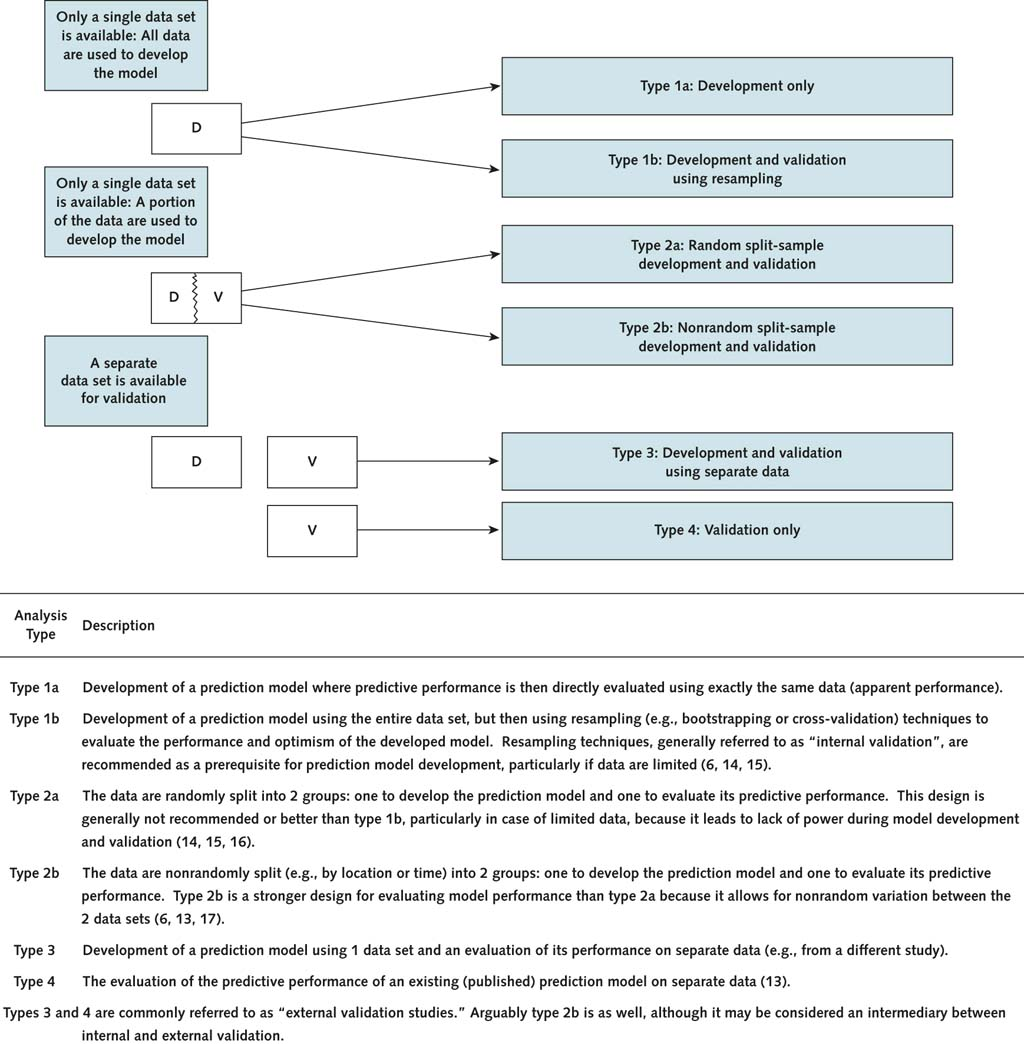 Only a single data set
is available: All data
are used to develop
the model
Type 1a: Development only
D
Type 1b: Development and validation
using resampling
Only a single data set
is available: A portion
of the data are used to
develop the model
Type 2a: Random split-sample
development and validation
D V
Type 2b: Nonrandom split-sample
development and validation
A separate
data set is available
for validation
D V
Type 3: Development and validation
using separate data
V
Type 4: Validation only
Analysis
Type
Description
Type 1a Development of a prediction model where predictive performance is then directly evaluated using exactly the same data (apparent performance).
Type 1b Development of a prediction model using the entire data set, but then using resampling (e.g., bootstrapping or cross-validation) techniques to
evaluate the performance and optimism of the developed model. Resampling techniques, generally referred to as “internal validation”, are
recommended as a prerequisite for prediction model development, particularly if data are limited (6, 14, 15).
Type 2a The data are randomly split into 2 groups: one to develop the prediction model and one to evaluate its predictive performance. This design is
generally not recommended or better than type 1b, particularly in case of limited data, because it leads to lack of power during model development
and validation (14, 15, 16).
Type 2b The data are nonrandomly split (e.g., by location or time) into 2 groups: one to develop the prediction model and one to evaluate its predictive
performance. Type 2b is a stronger design for evaluating model performance than type 2a because it allows for nonrandom variation between the
2 data sets (6, 13, 17).
Type 3 Development of a prediction model using 1 data set and an evaluation of its performance on separate data (e.g., from a different study).
Type 4 The evaluation of the predictive performance of an existing (published) prediction model on separate data (13).
Types 3 and 4 are commonly referred to as “external validation studies.” Arguably type 2b is as well, although it may be considered an intermediary between
internal and external validation.